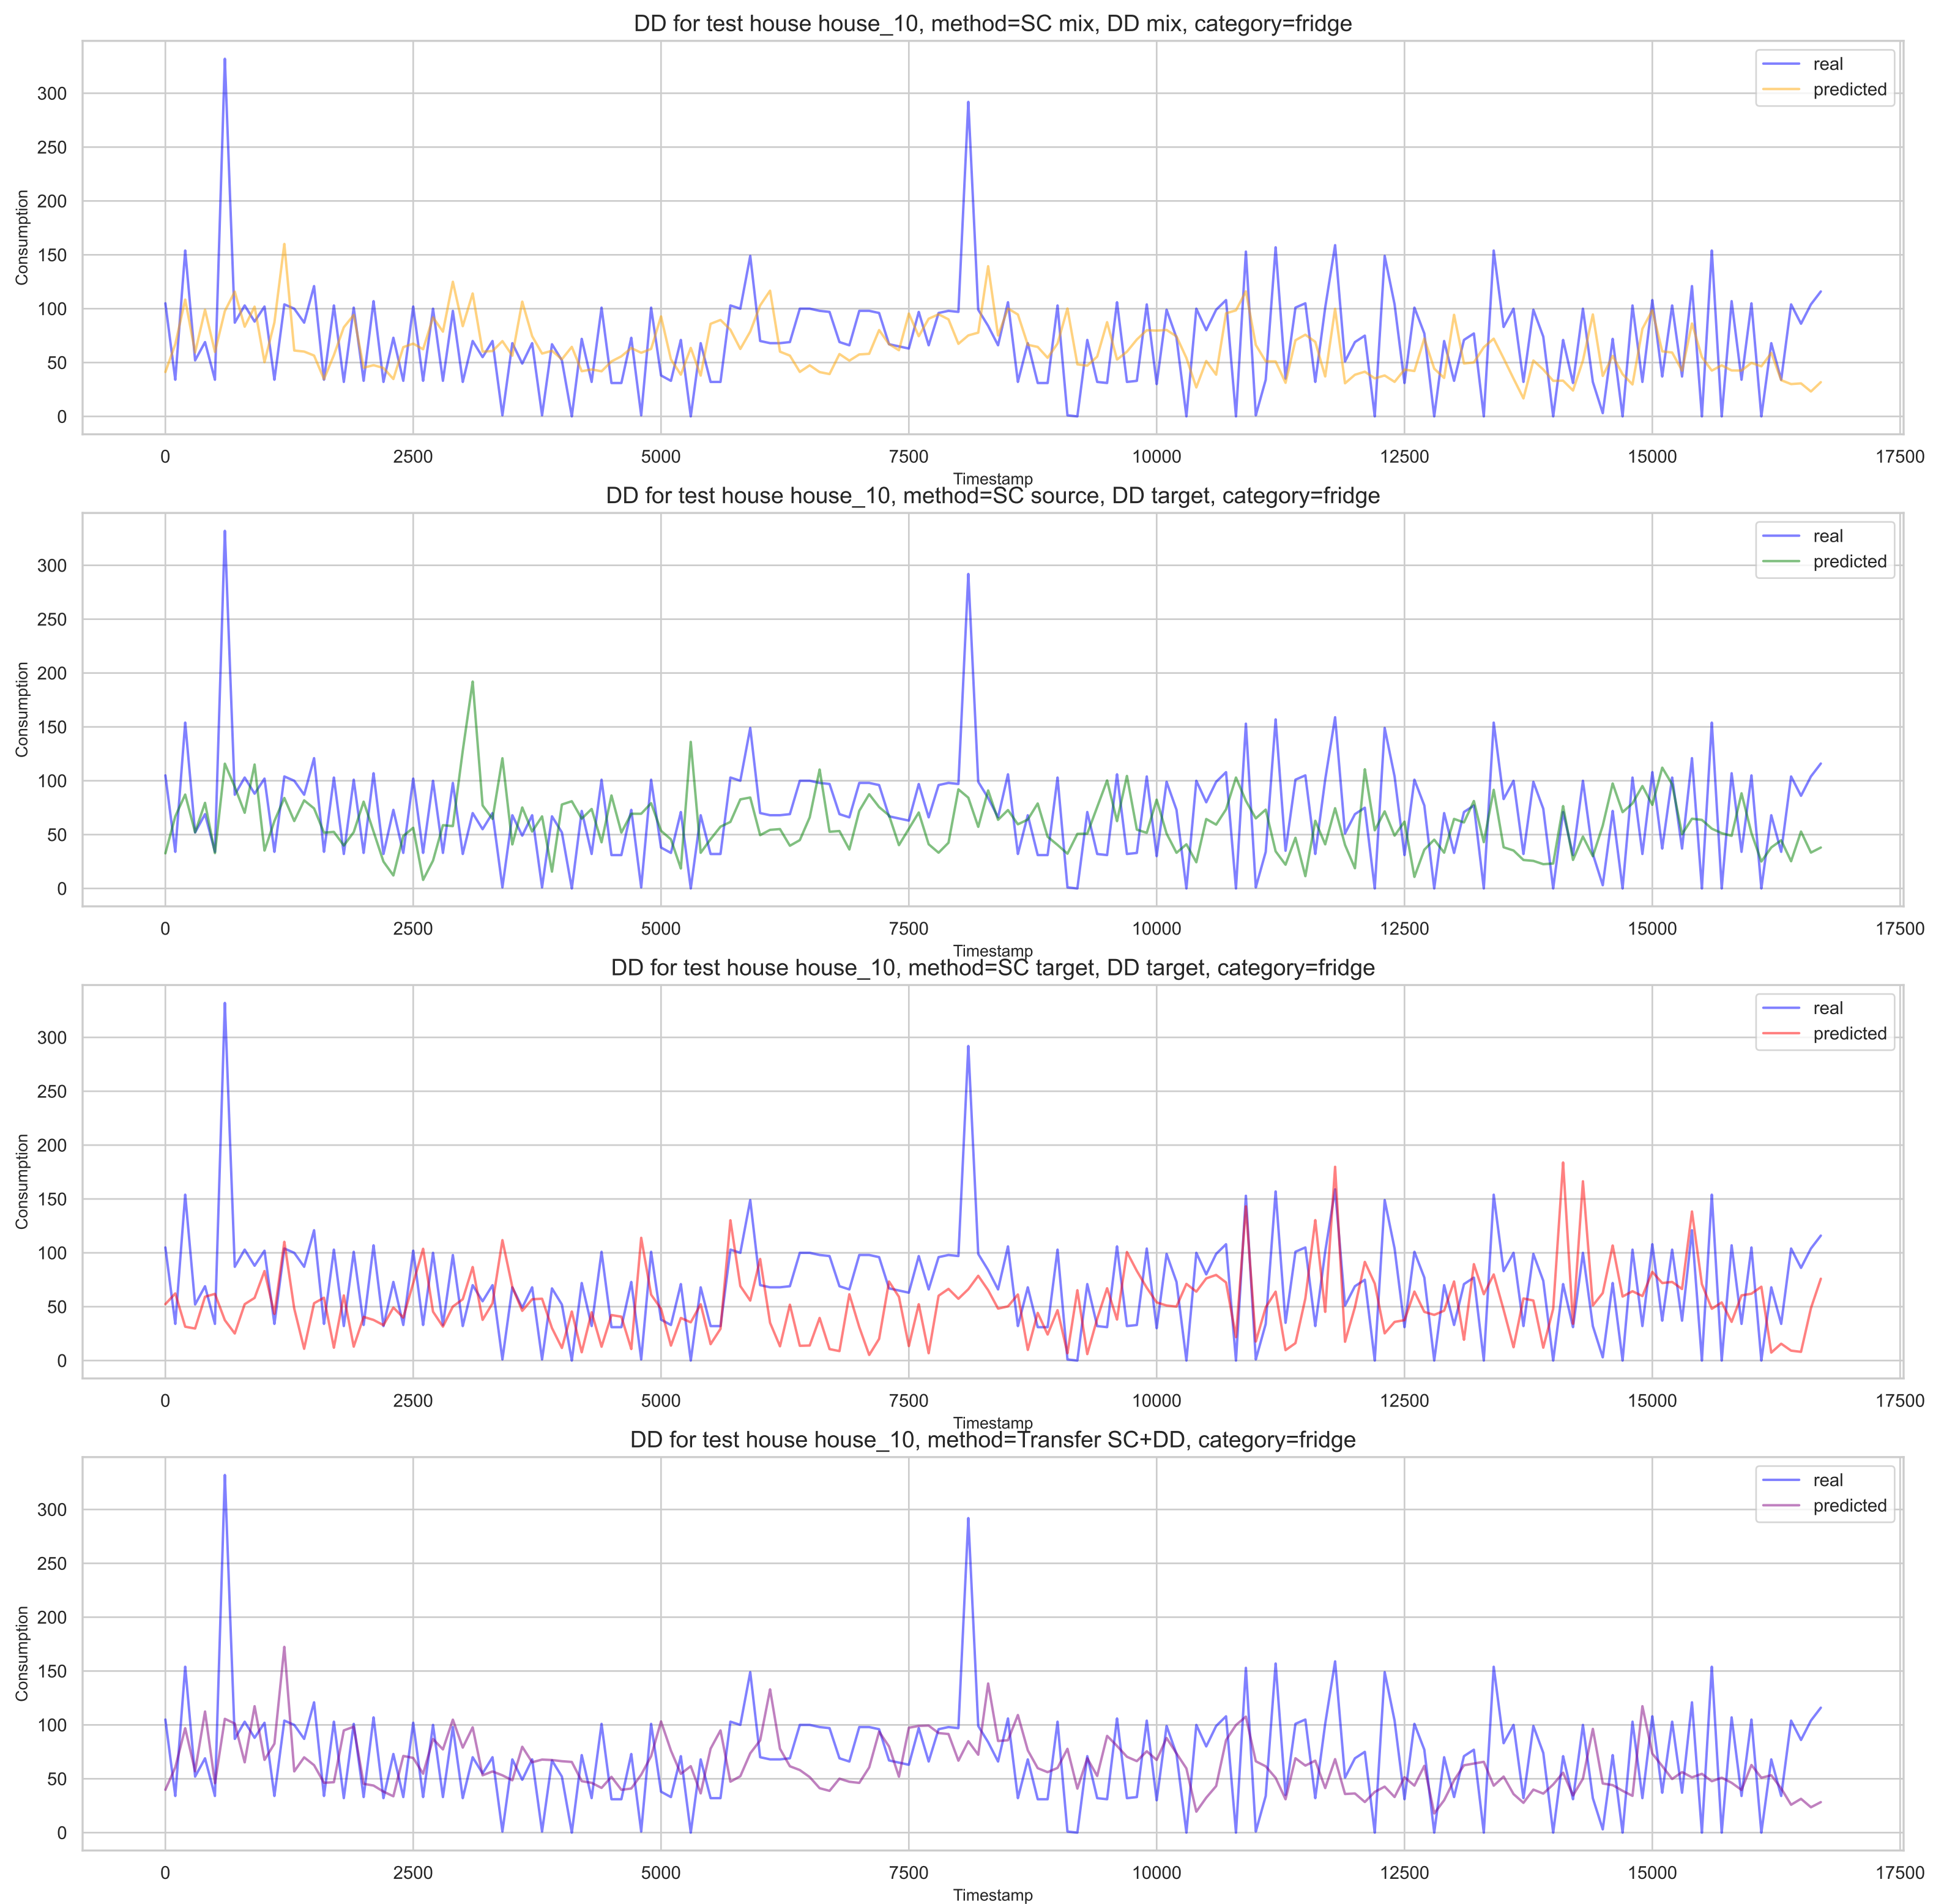 DD for test house house_10, method=SC mix, DD mix, category=fridge
real
predicted
300
250
200
150
100
50
0
Consumption
0 2500 5000 7500 10000 12500 15000 17500
Timestamp
DD for test house house_10, method=SC source, DD target, category=fridge
real
predicted
300
250
200
150
100
50
0
Consumption
0 2500 5000 7500 10000 12500 15000 17500
Timestamp
DD for test house house_10, method=SC target, DD target, category=fridge
real
predicted
300
250
200
150
100
50
0
Consumption
0 2500 5000 7500 10000 12500 15000 17500
Timestamp
DD for test house house_10, method=Transfer SC+DD, category=fridge
real
predicted
300
250
200
150
100
50
0
Consumption
0 2500 5000 7500 10000 12500 15000 17500
Timestamp